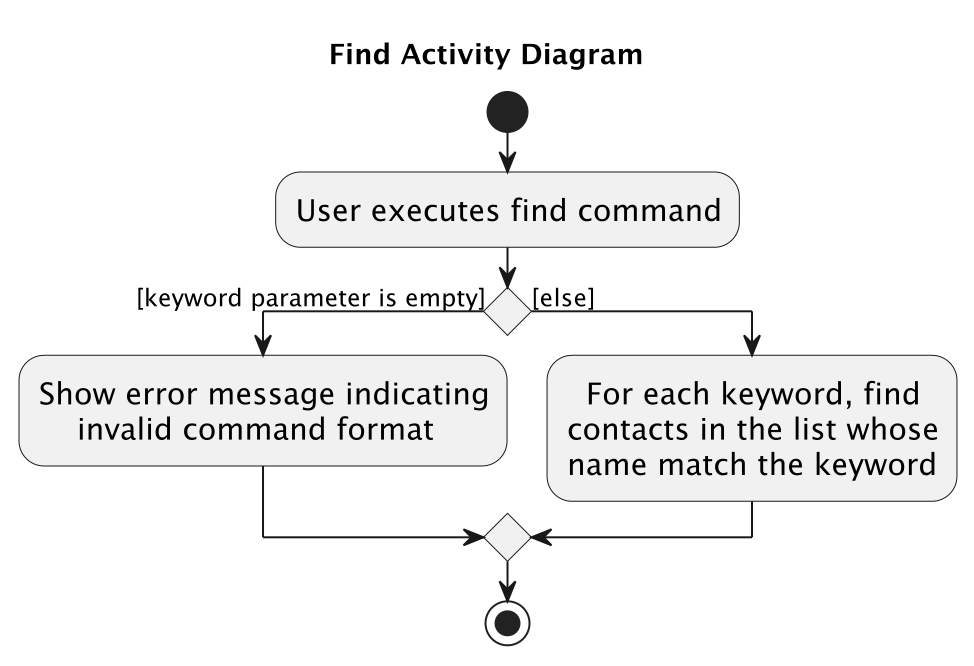 Find Activity Diagram
User executes find command
[keyword parameter is empty]
[else]
Show error message indicating
invalid command format
For each keyword, find
contacts in the list whose
name match the keyword